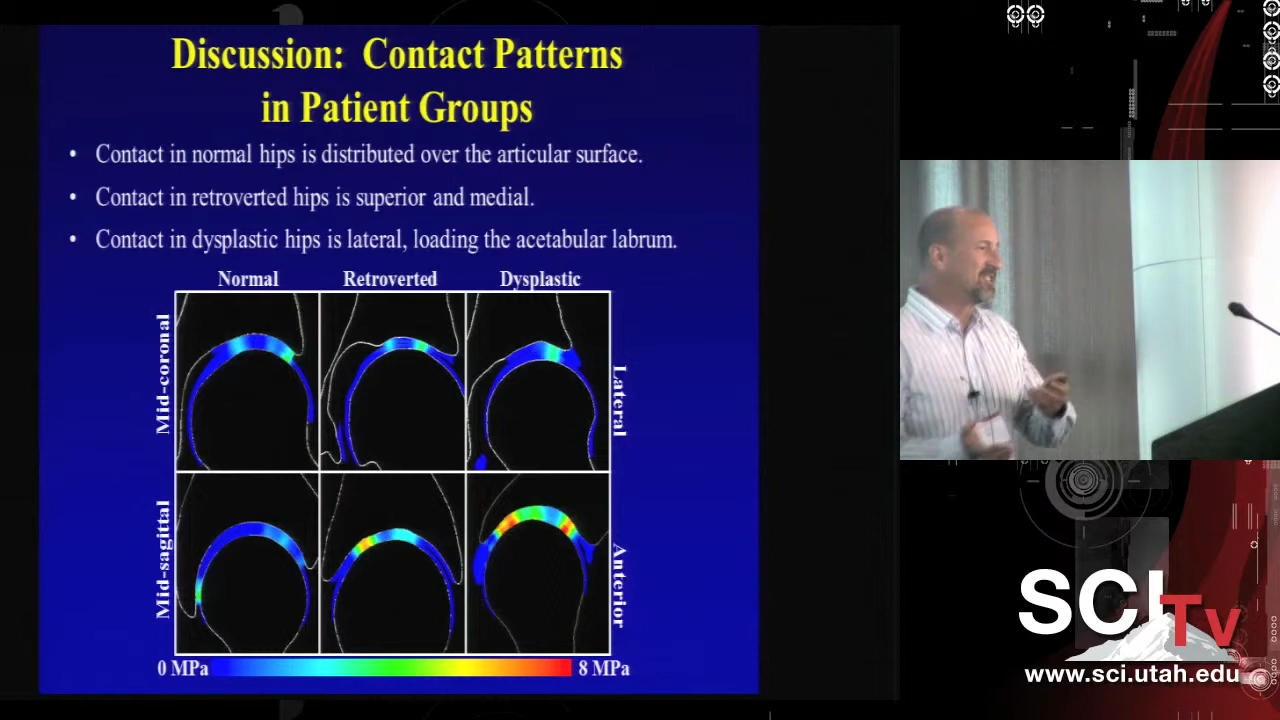 Discussion: Contact Patterns
in Patient Groups
• Contact in normal hips is distributed over the articular surface.
• Contact in retroverted hips is superior and medial.
• Contact in dysplastic hips is lateral, loading the acetabular labrum.
Normal Retroverted Dysplastic
Mid-coronal
Lateral
Mid-sagittal
Anterior
0 MPa 8 MPa
SCI
Tv
www.sci.utah.edu